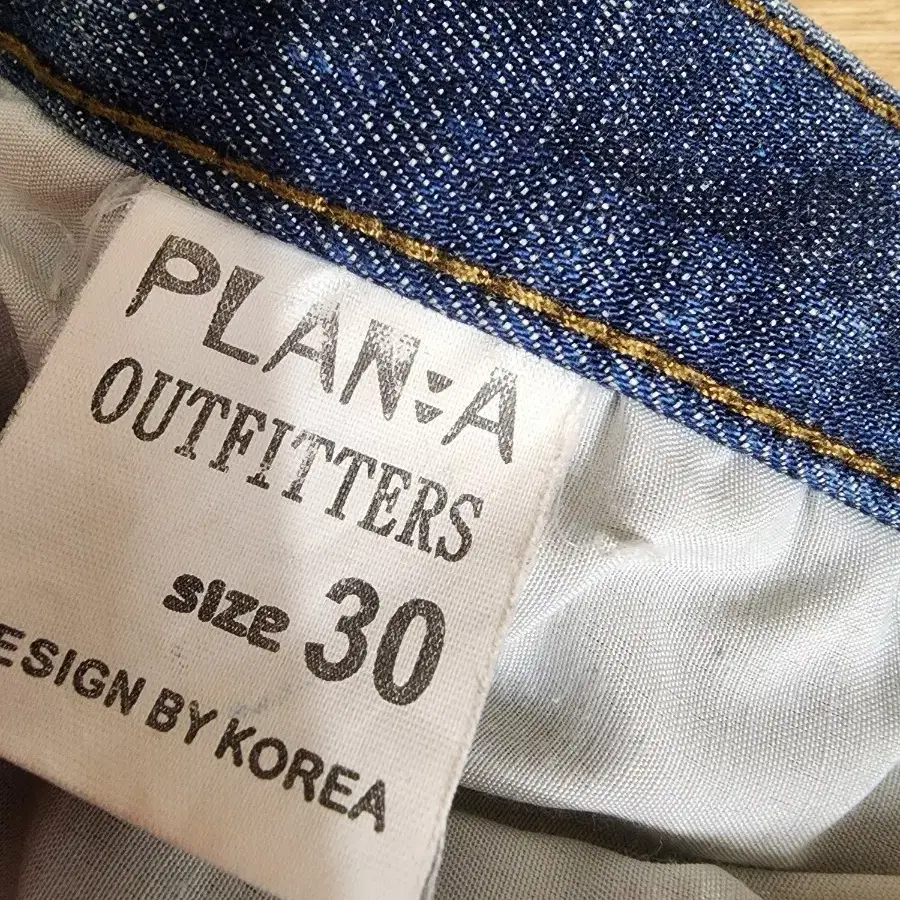 PLAN A
OUTFITTERS
size 30
ESIGN BY KOREA